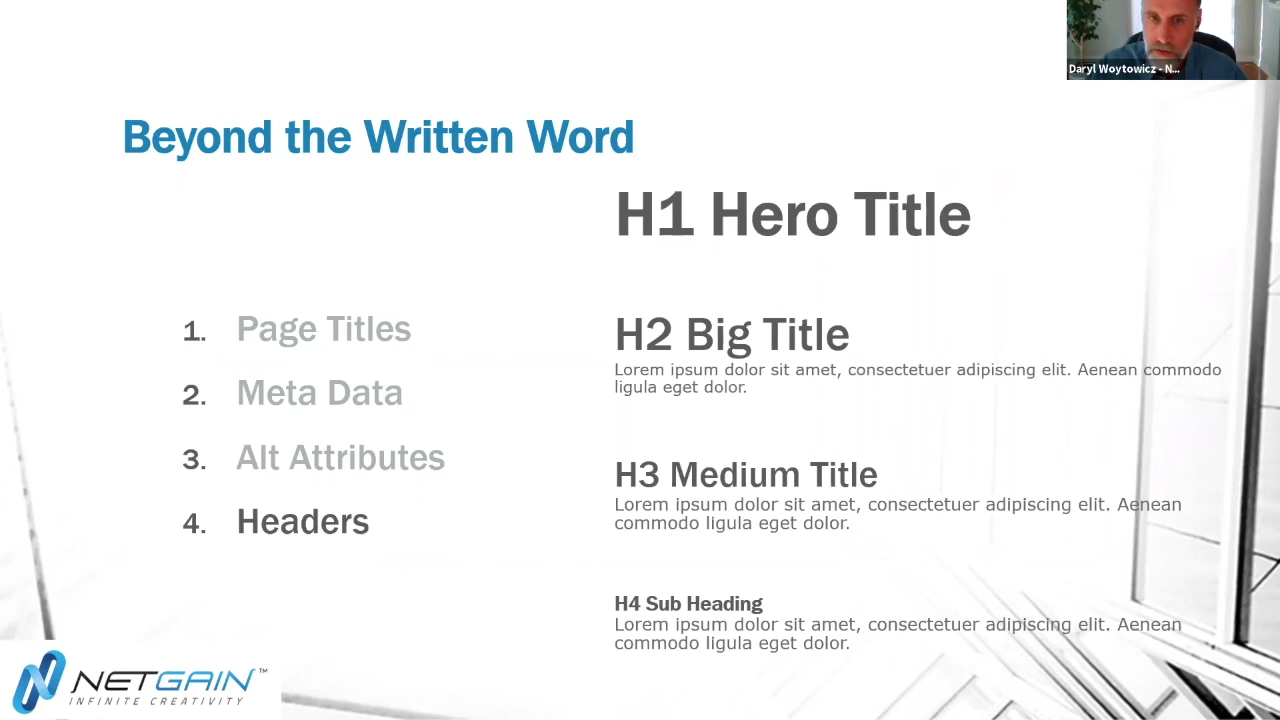 Daryl Woytowicz - N...
Beyond the Written Word
H1 Hero Title
1. Page Titles
2. Meta Data
3. Alt Attributes
4. Headers
H2 Big Title
Lorem ipsum dolor sit amet, consectetuer adipiscing elit. Aenean commodo
ligula eget dolor.
H3 Medium Title
Lorem ipsum dolor sit amet, consectetuer adipiscing elit. Aenean
commodo ligula eget dolor.
H4 Sub Heading
Lorem ipsum dolor sit amet, consectetuer adipiscing elit. Aenean
commodo ligula eget dolor.
NETGAIN™
INFINITE CREATIVITY